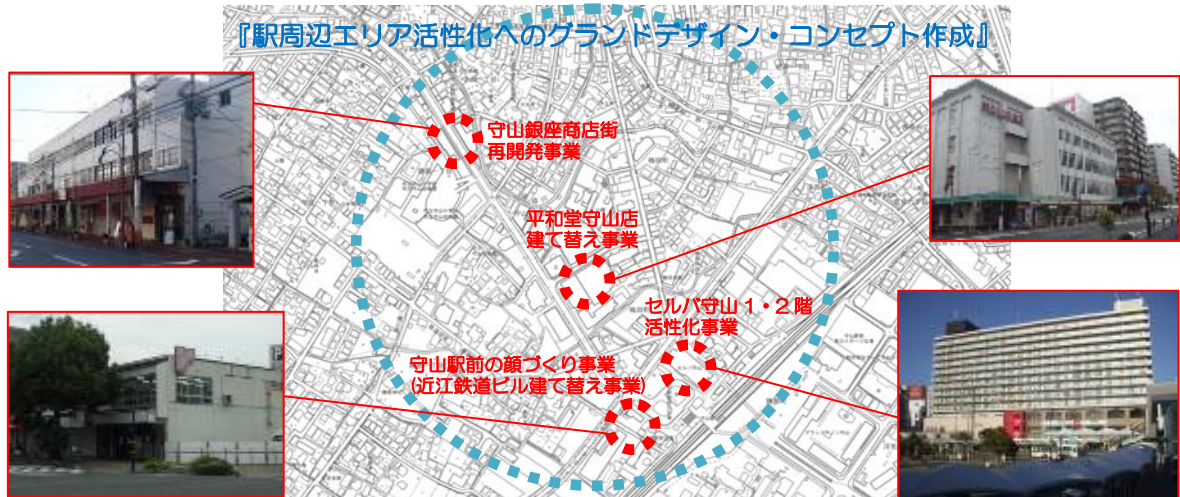 『駅周辺エリア活性化へのグランドデザイン・コンセプト作成』
守山銀座商店街
再開発事業
平和堂守山店
建て替え事業
セルバ守山1・2階
活性化事業
守山駅前の顔づくり事業
(近江鉄道ビル建て替え事業)